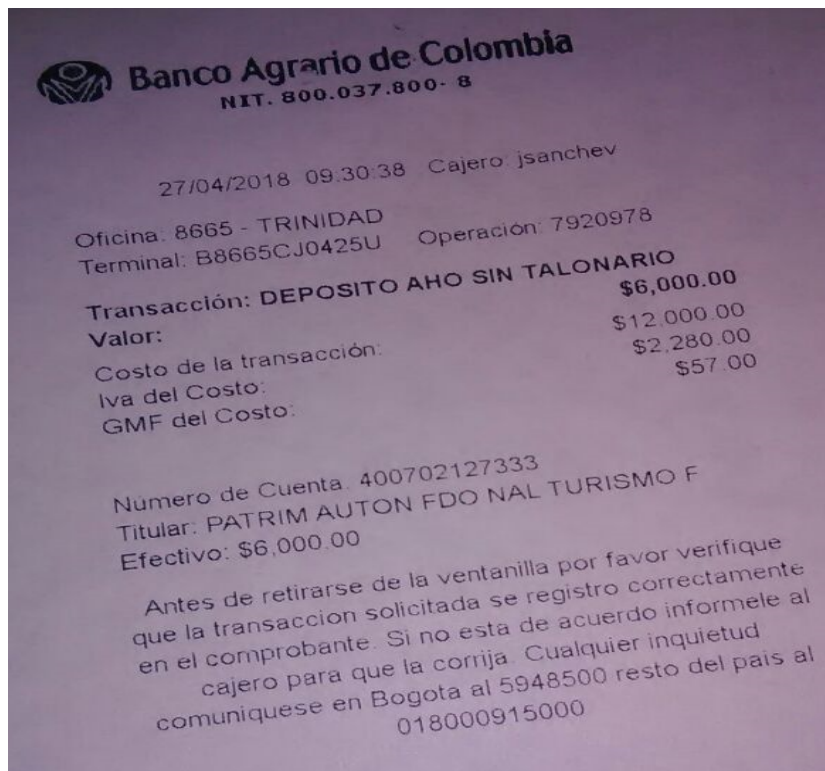 Banco Agrario de Colombia
NIT. 800.037.800- 8
27/04/2018 09:30:38 Cajero: jsanchev
Oficina: 8665 - TRINIDAD
Terminal: B8665CJ0425U Operación: 7920978
Transacción: DEPOSITO AHO SIN TALONARIO
Valor: $6,000.00
Costo de la transacción: $12,000.00
Iva del Costo: $2,280.00
GMF del Costo: $57.00
Número de Cuenta: 400702127333
Titular: PATRIM AUTON FDO NAL TURISMO F
Efectivo: $6,000.00
Antes de retirarse de la ventanilla por favor verifique
que la transaccion solicitada se registro correctamente
en el comprobante. Si no esta de acuerdo informele al
cajero para que la corrija. Cualquier inquietud
comuniquese en Bogota al 5948500 resto del pais al
018000915000